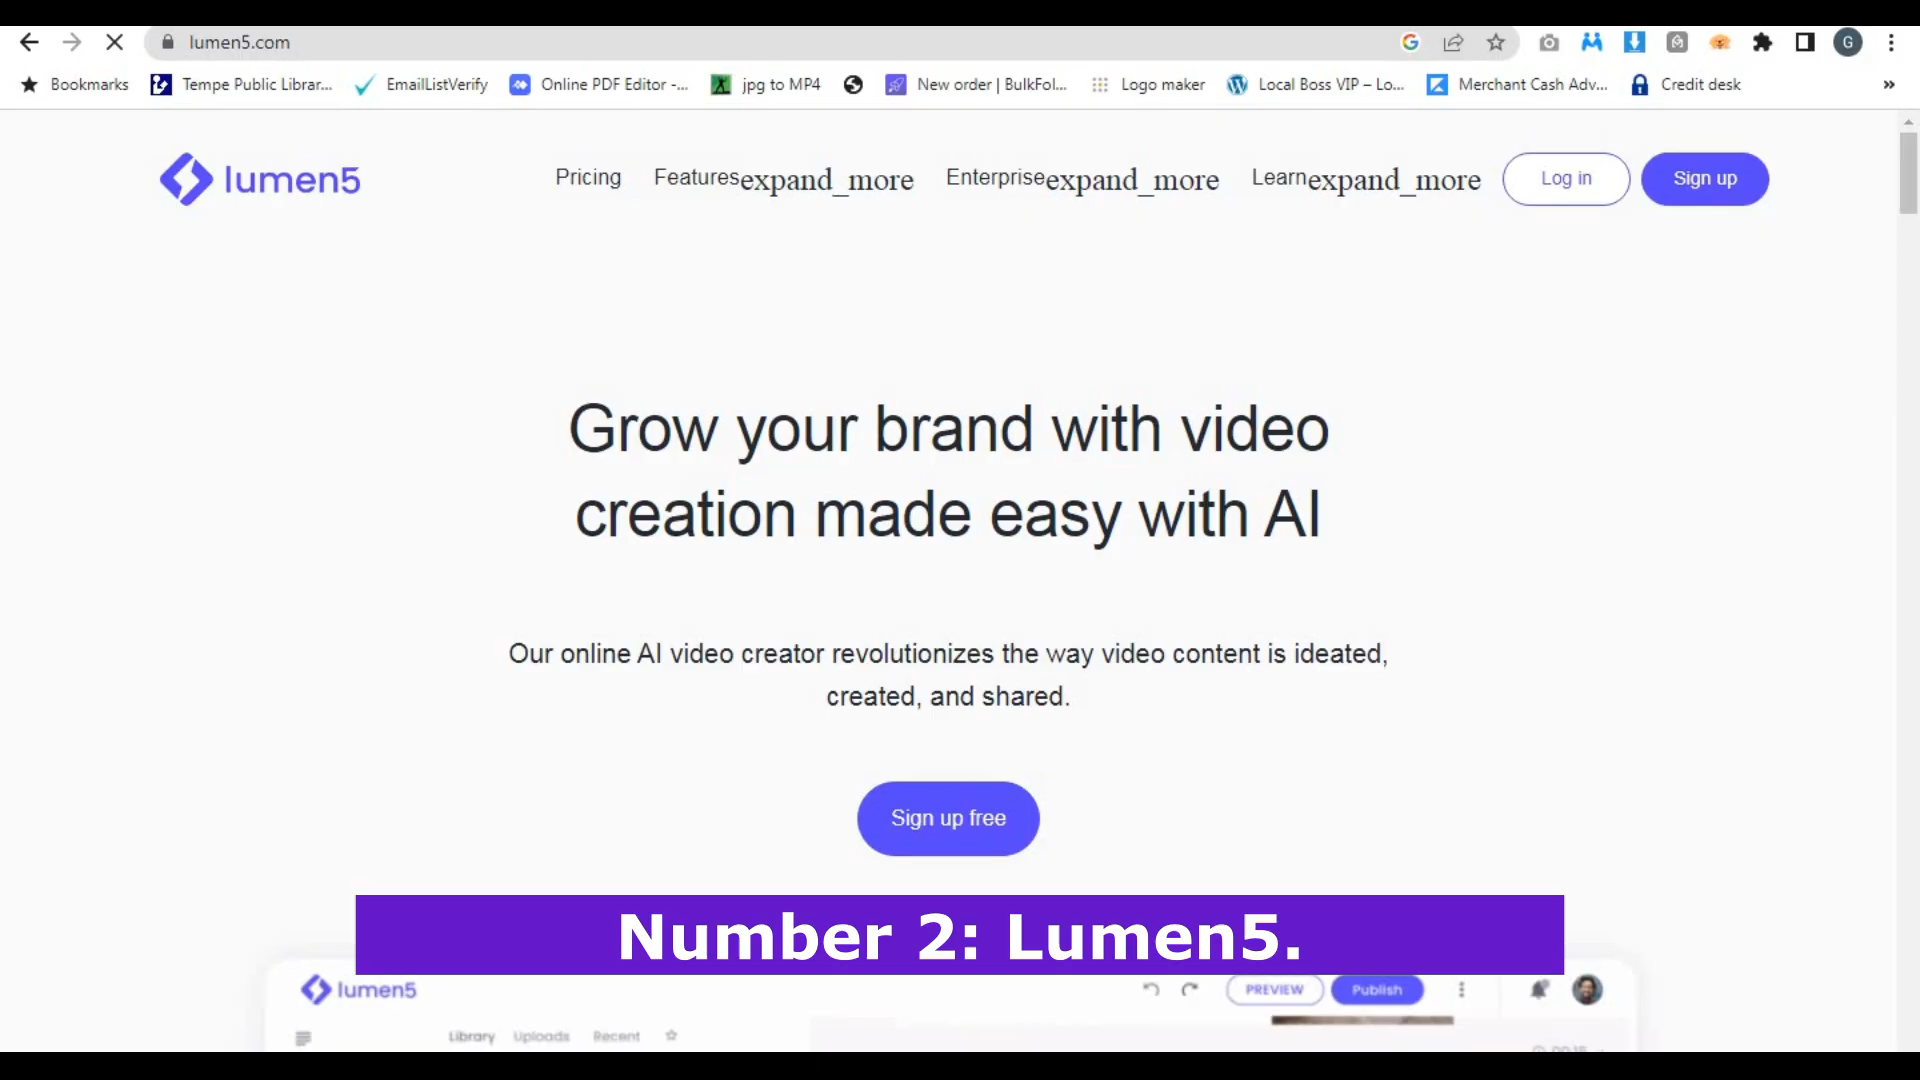 lumen5.com
G
Bookmarks Tempe Public Librar... EmailListVerify Online PDF Editor -... jpg to MP4 New order | BulkFol... Logo maker Local Boss VIP – Lo... Merchant Cash Adv... Credit desk »
lumen5 Pricing Featuresexpand_more Enterpriseexpand_more Learnexpand_more Log in Sign up
Grow your brand with video
creation made easy with AI
Our online AI video creator revolutionizes the way video content is ideated,
created, and shared.
Sign up free
Number 2: Lumen5.
lumen5 PREVIEW Publish
Library Uploads Recent